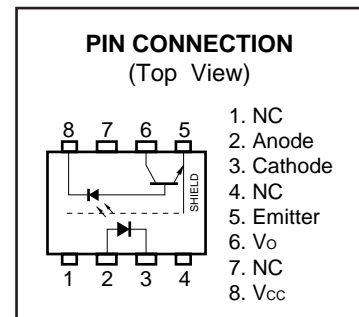 PIN CONNECTION
(Top View)
8 7 6 5
SHIELD
1 2 3 4
1. NC
2. Anode
3. Cathode
4. NC
5. Emitter
6. Vo
7. NC
8. Vcc